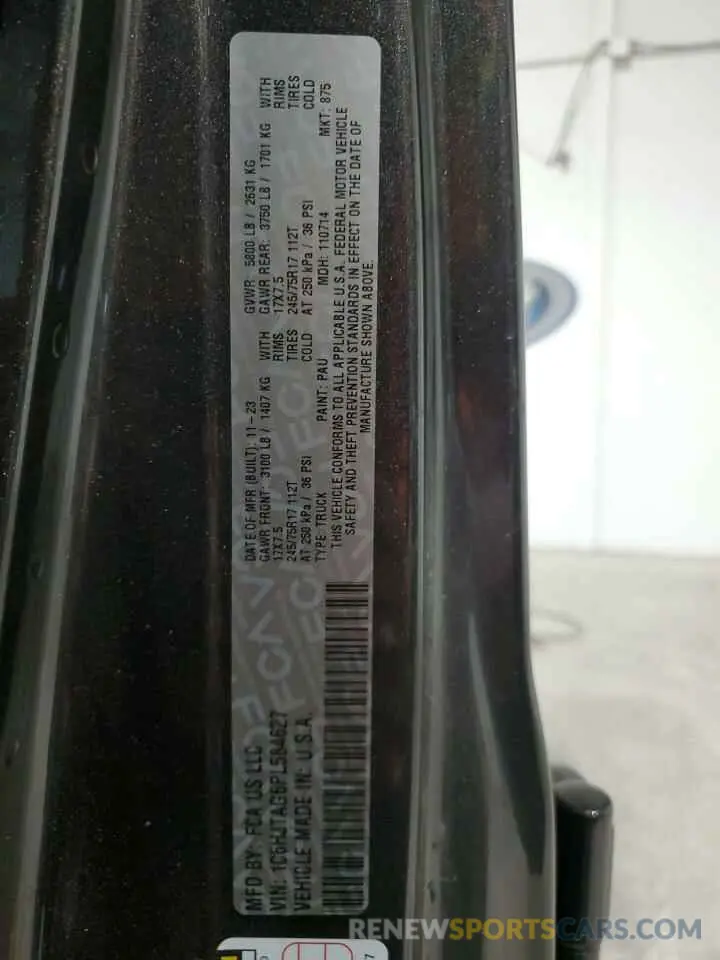 MFD BY: FCA US LLC
VIN: 1C6HJTAG6PL584627
VEHICLE MADE IN: U.S.A.
DATE OF MFR (BUILT): 11-23 GVWR: 5800 LB / 2631 KG
GAWR FRONT: 3100 LB / 1407 KG WITH GAWR REAR: 3750 LB / 1701 KG WITH
17X7.5 RIMS 17X7.5 RIMS
245/75R17 112T TIRES 245/75R17 112T TIRES
AT 250 kPa / 36 PSI COLD AT 250 kPa / 36 PSI COLD
TYPE: TRUCK PAINT: PAU MDH: 110714 MKT: 875
THIS VEHICLE CONFORMS TO ALL APPLICABLE U.S.A. FEDERAL MOTOR VEHICLE
SAFETY AND THEFT PREVENTION STANDARDS IN EFFECT ON THE DATE OF
MANUFACTURE SHOWN ABOVE.
RENEWSPORTSCARS.COM